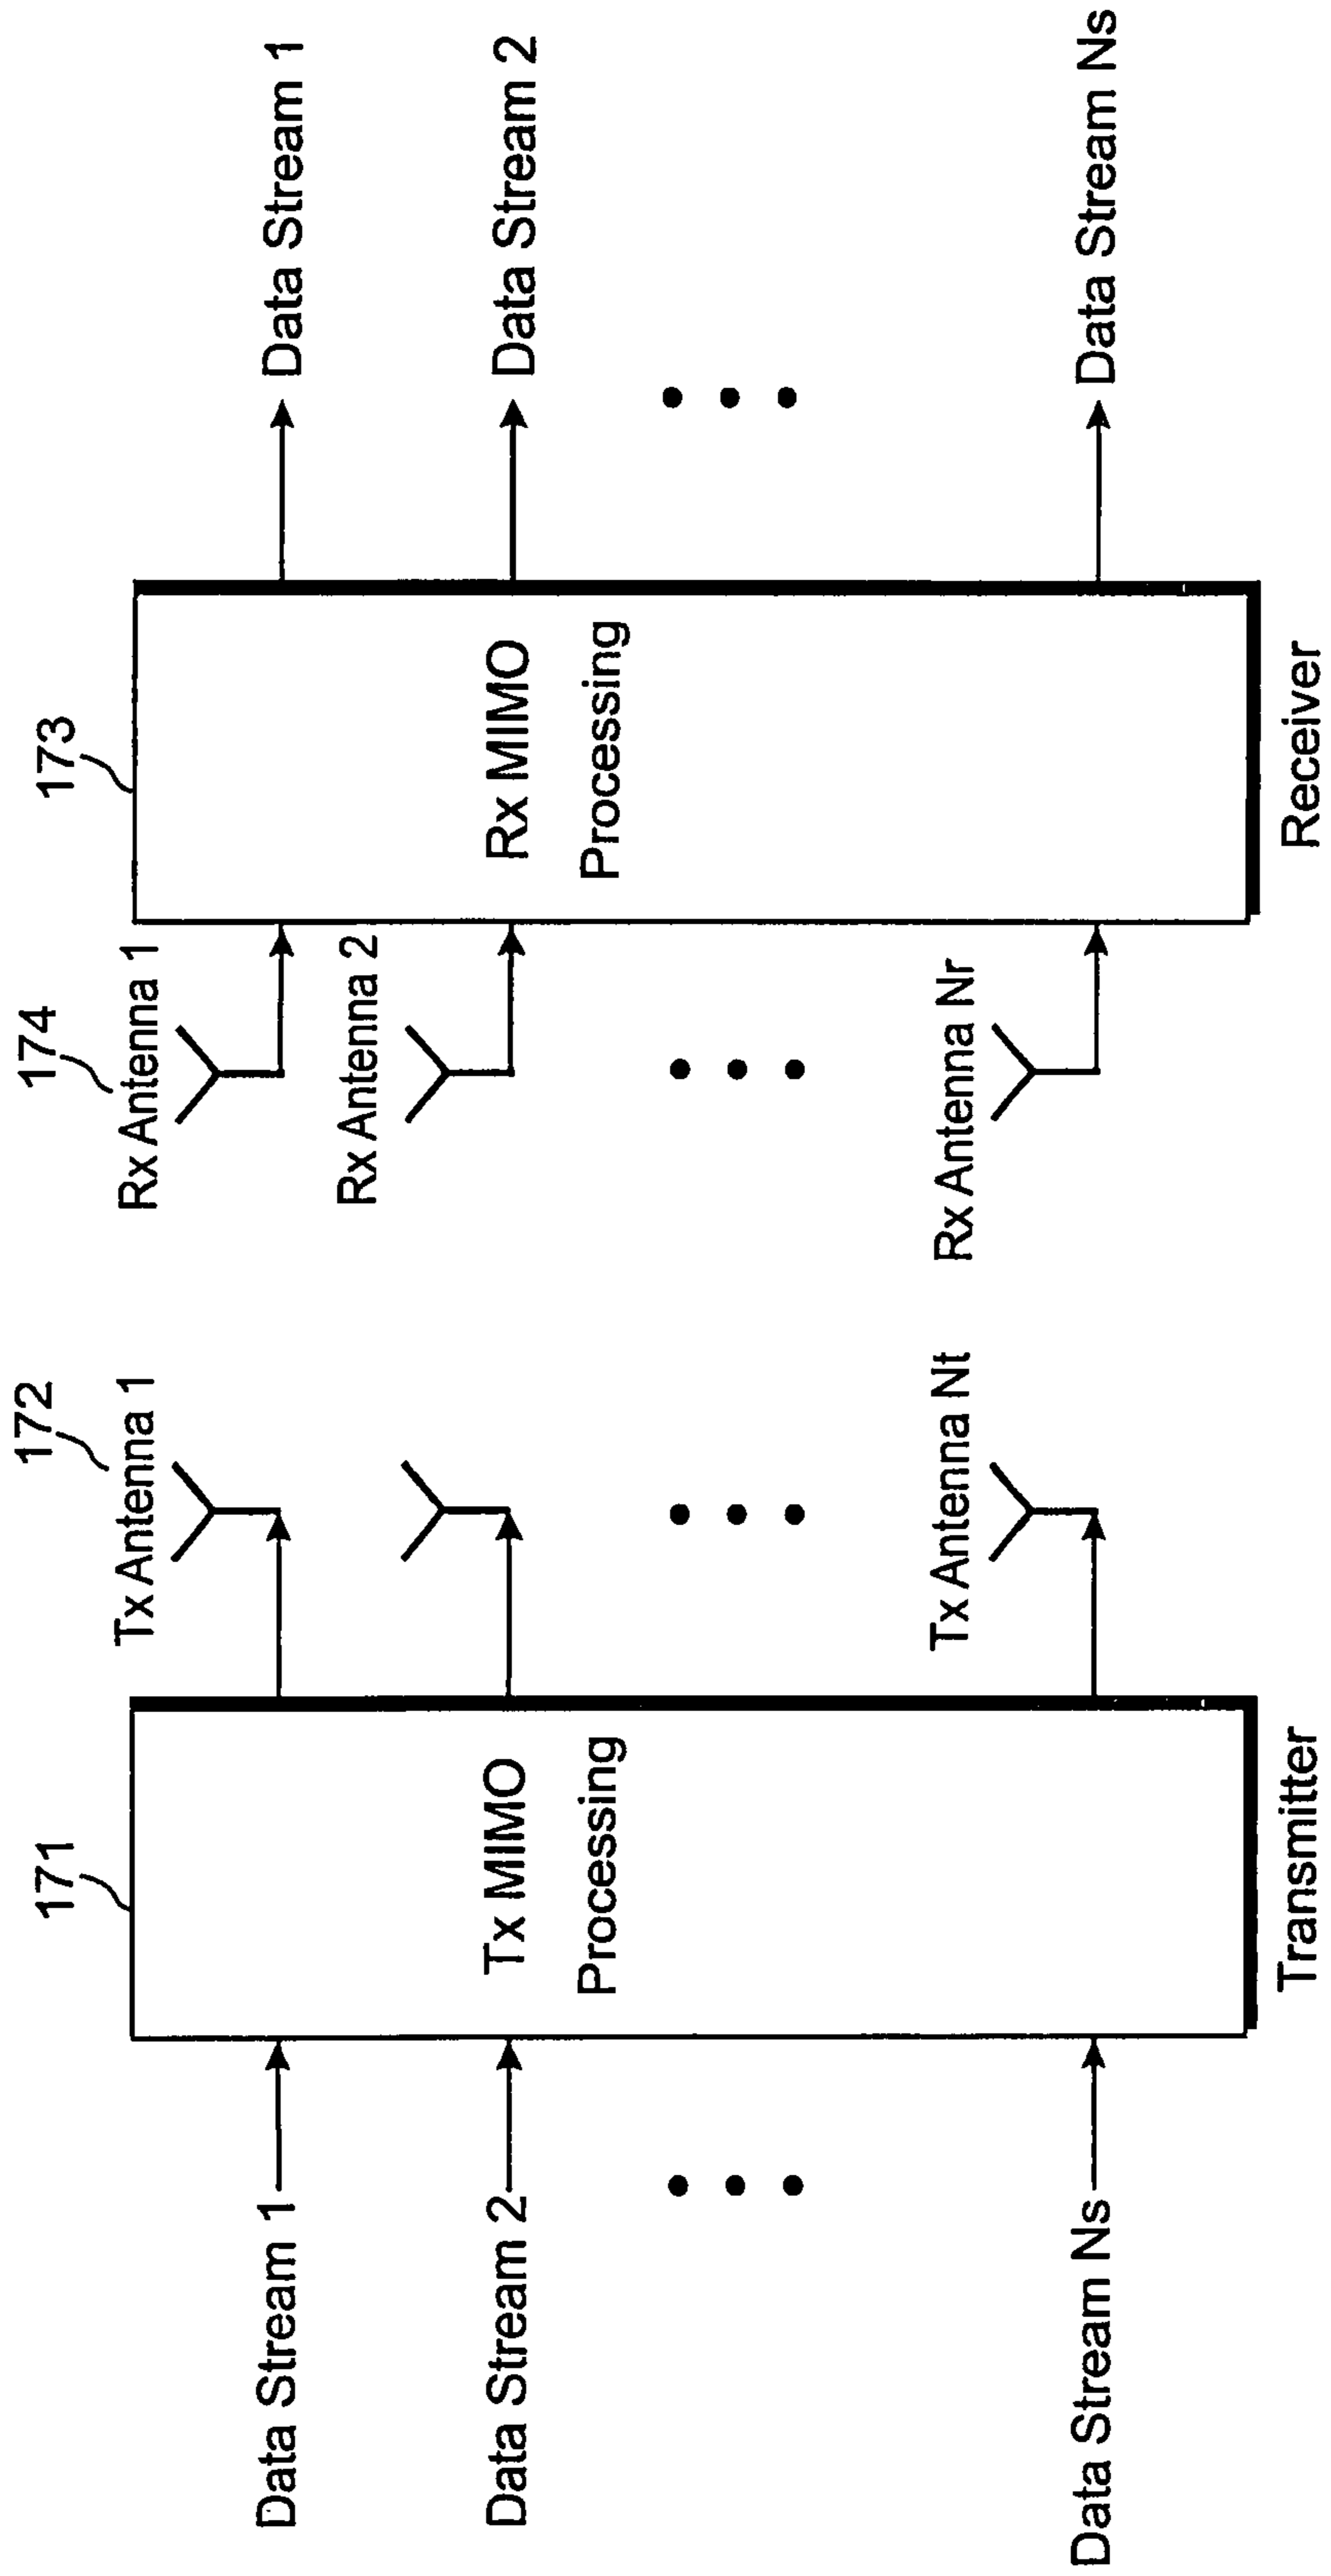 171
172
174
173
Tx Antenna 1
Rx Antenna 1
Data Stream 1
Data Stream 1
Rx Antenna 2
Data Stream 2
Tx MIMO
Processing
Rx MIMO
Processing
Data Stream 2
Tx Antenna Nt
Rx Antenna Nr
Data Stream Ns
Data Stream Ns
Transmitter
Receiver